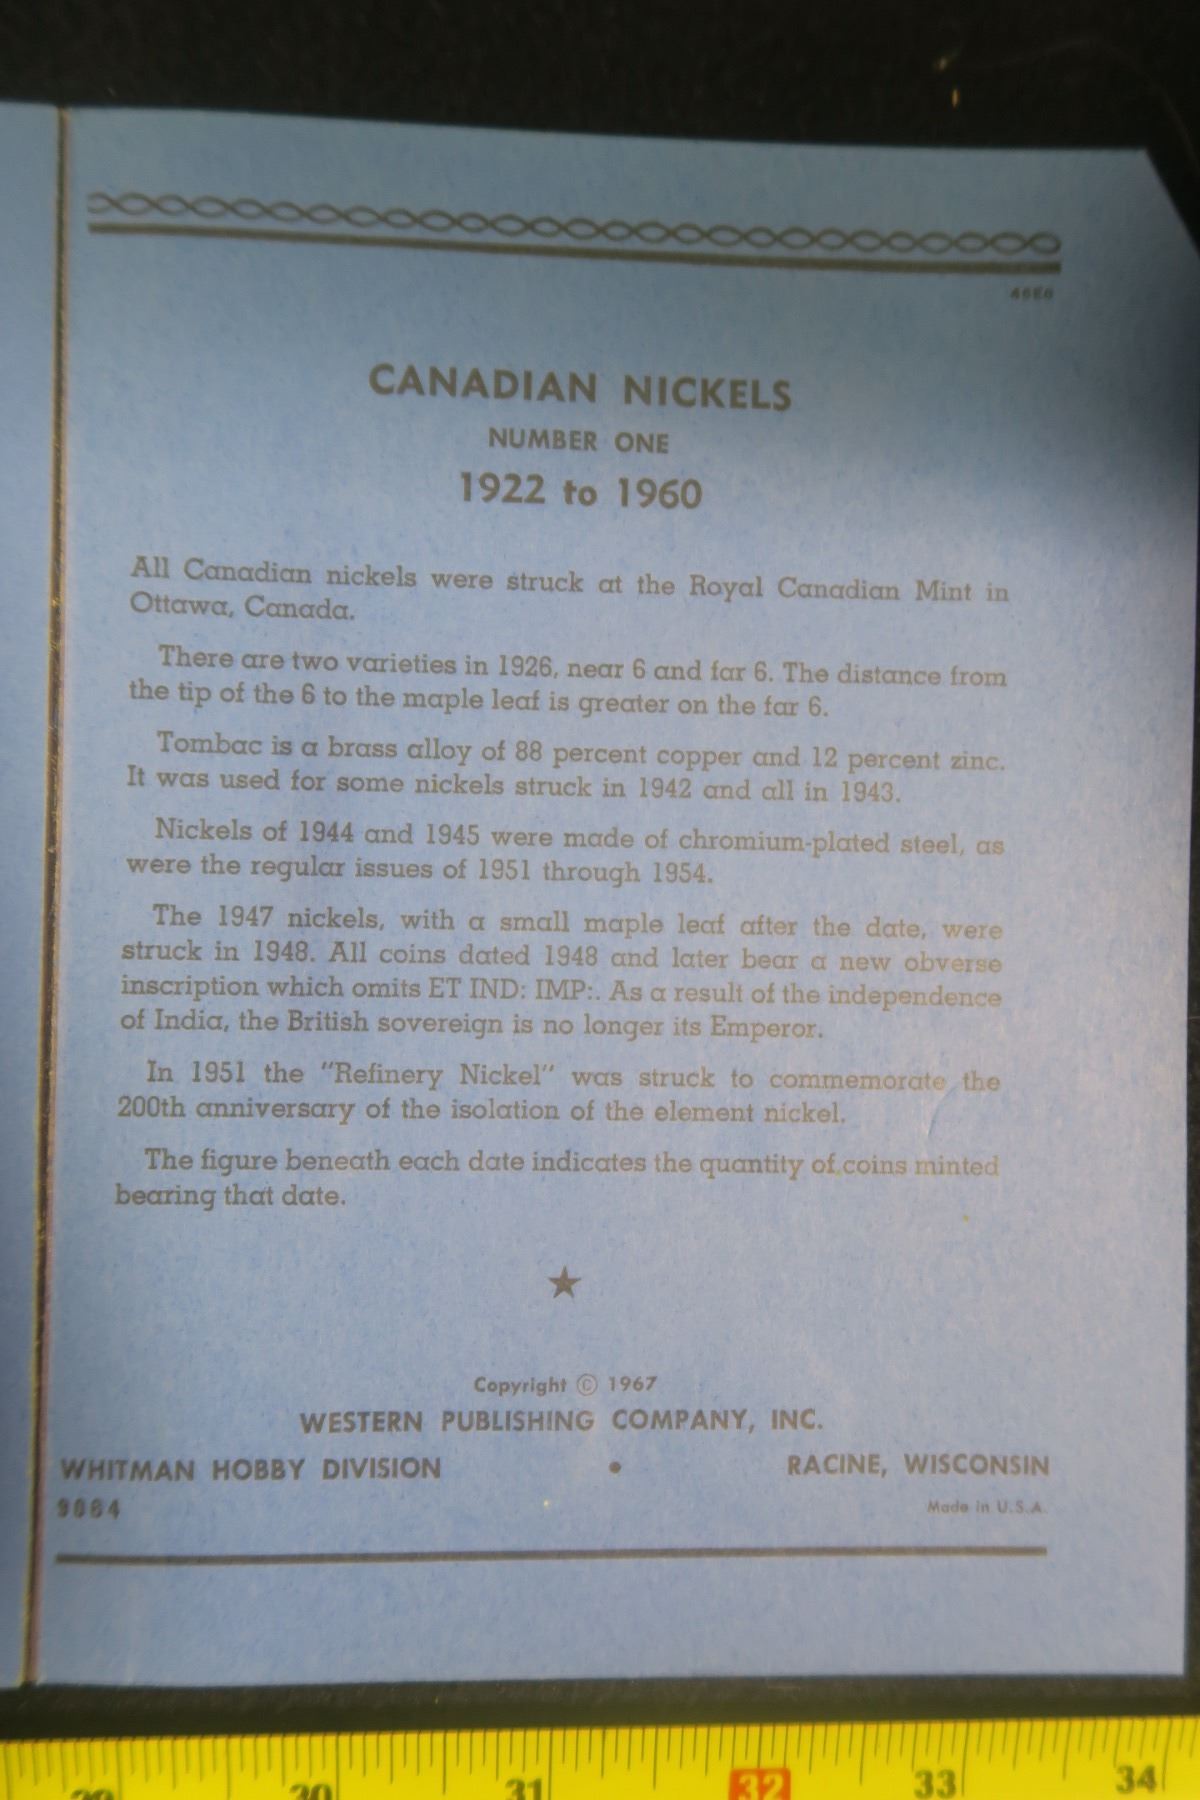 46E6
CANADIAN NICKELS
NUMBER ONE
1922 to 1960
All Canadian nickels were struck at the Royal Canadian Mint in
Ottawa, Canada.
There are two varieties in 1926, near 6 and far 6. The distance from
the tip of the 6 to the maple leaf is greater on the far 6.
Tombac is a brass alloy of 88 percent copper and 12 percent zinc.
It was used for some nickels struck in 1942 and all in 1943.
Nickels of 1944 and 1945 were made of chromium-plated steel, as
were the regular issues of 1951 through 1954.
The 1947 nickels, with a small maple leaf after the date, were
struck in 1948. All coins dated 1948 and later bear a new obverse
inscription which omits ET IND: IMP:. As a result of the independence
of India, the British sovereign is no longer its Emperor.
In 1951 the "Refinery Nickel" was struck to commemorate the
200th anniversary of the isolation of the element nickel.
The figure beneath each date indicates the quantity of coins minted
bearing that date.
Copyright © 1967
WESTERN PUBLISHING COMPANY, INC.
WHITMAN HOBBY DIVISION • RACINE, WISCONSIN
9084 Made in U.S.A.
29 30 31 32 33 34